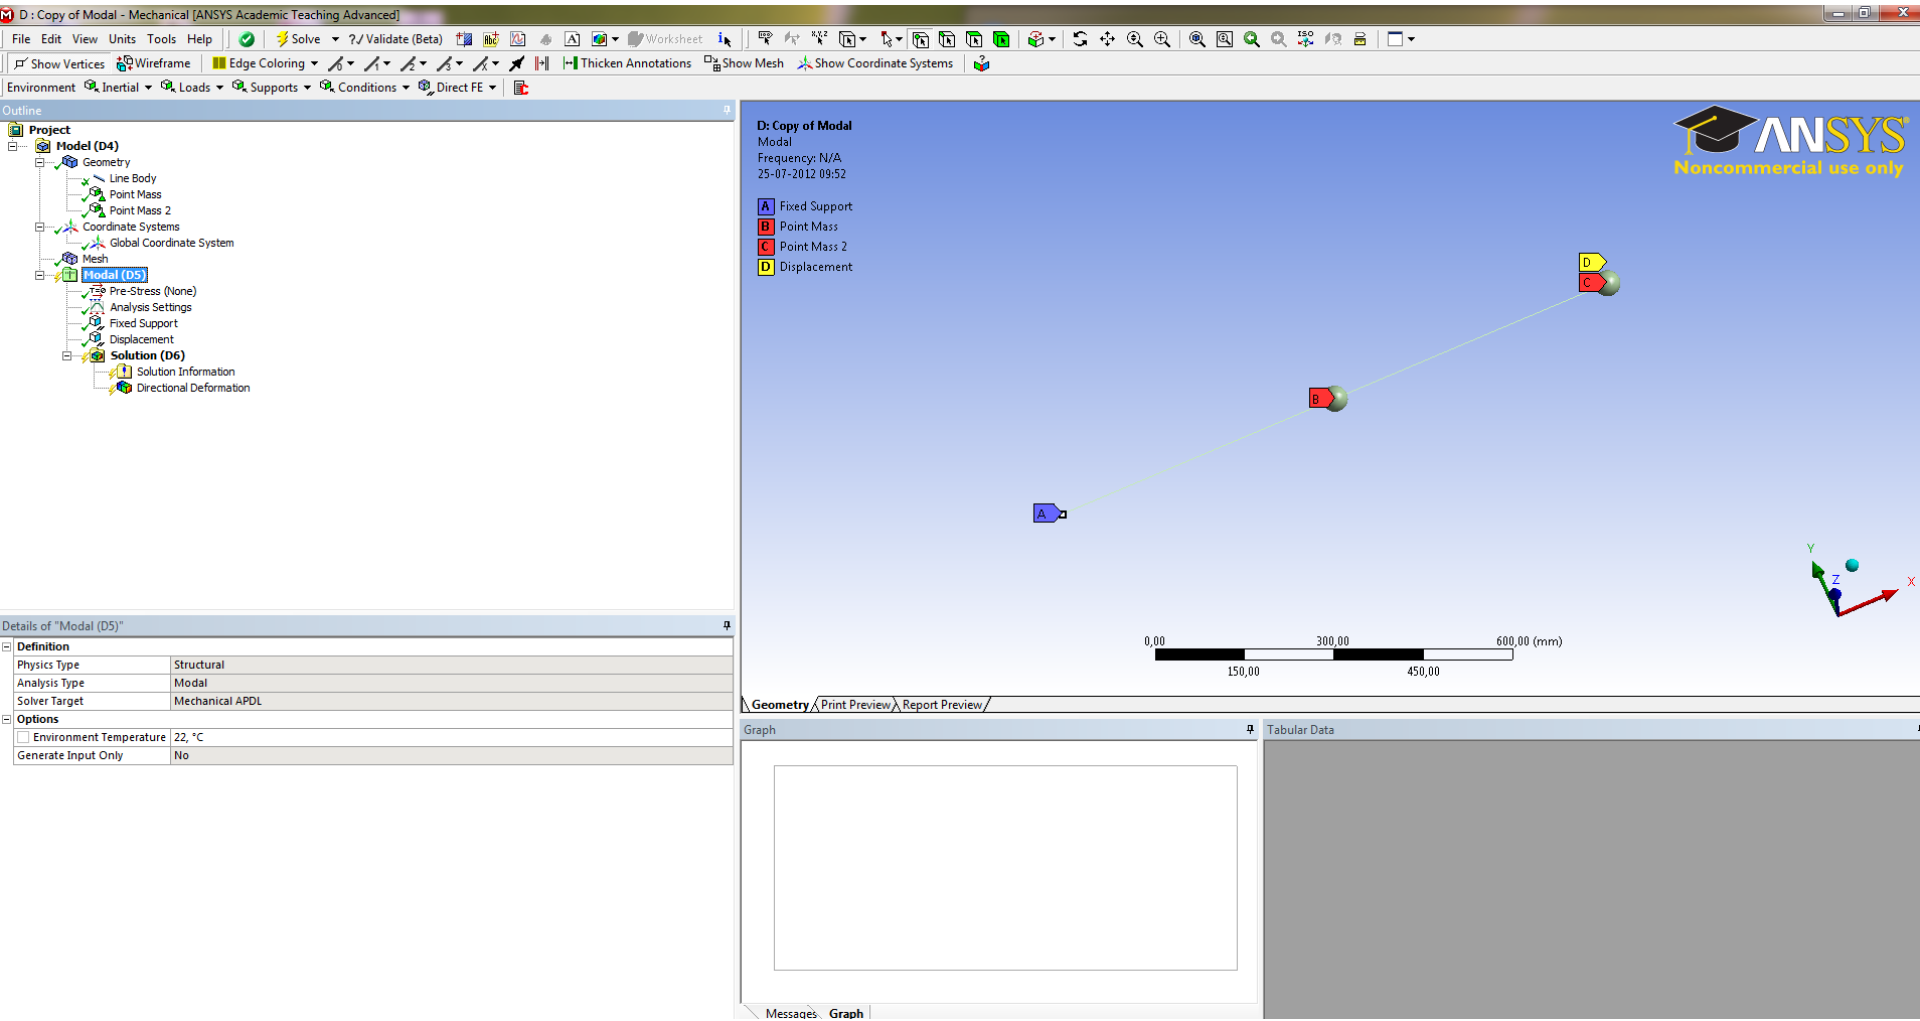 D : Copy of Modal - Mechanical [ANSYS Academic Teaching Advanced]
File Edit View Units Tools Help Solve ?√ Validate (Beta) Abc A Worksheet i
Show Vertices Wireframe Edge Coloring Thicken Annotations Show Mesh Show Coordinate Systems
Environment Inertial Loads Supports Conditions Direct FE
Outline
Project
Model (D4)
Geometry
Line Body
Point Mass
Point Mass 2
Coordinate Systems
Global Coordinate System
Mesh
Modal (D5)
Pre-Stress (None)
Analysis Settings
Fixed Support
Displacement
Solution (D6)
Solution Information
Directional Deformation
Details of "Modal (D5)"
Definition
Physics Type Structural
Analysis Type Modal
Solver Target Mechanical APDL
Options
Environment Temperature 22, °C
Generate Input Only No
D: Copy of Modal
Modal
Frequency: N/A
25-07-2012 09:52
A Fixed Support
B Point Mass
C Point Mass 2
D Displacement
ANSYS
Noncommercial use only
D
C
B
A
Y
Z
X
0,00 300,00 600,00 (mm)
150,00 450,00
Geometry Print Preview Report Preview
Graph
Tabular Data
Messages Graph